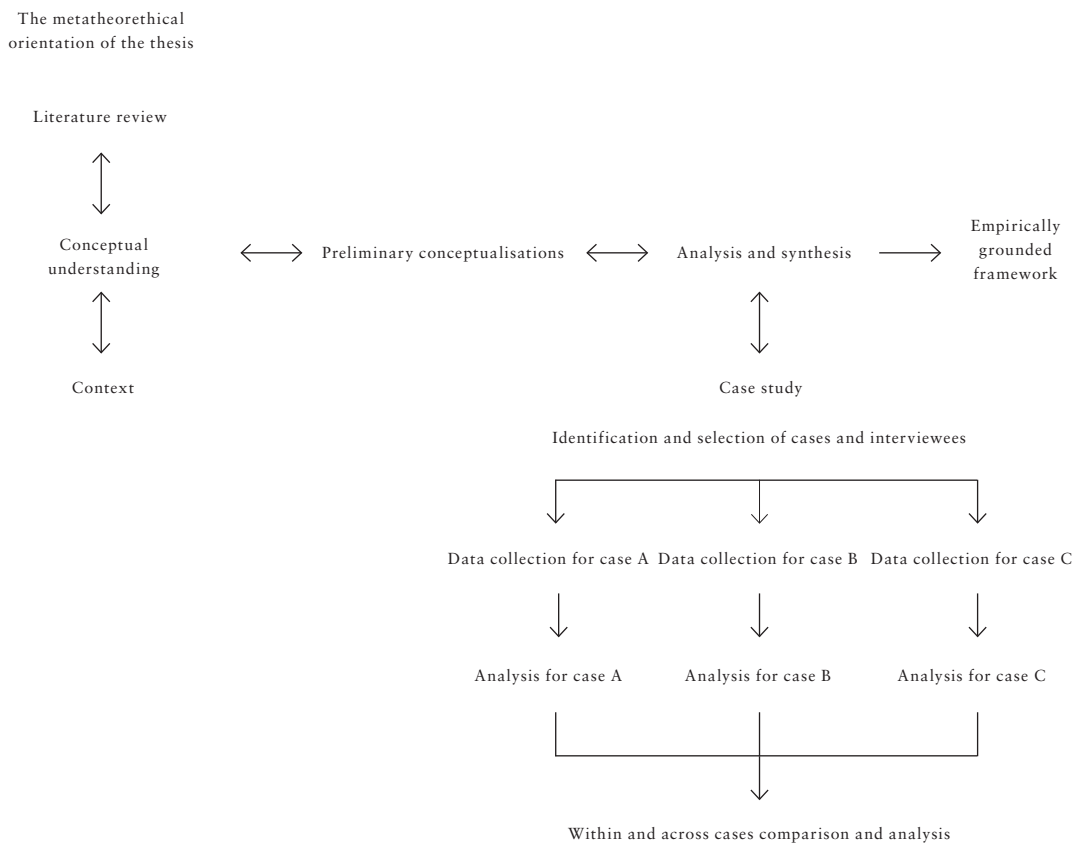 The metatheorethical
orientation of the thesis
Literature review
Conceptual
understanding
Preliminary conceptualisations
Analysis and synthesis
Empirically
grounded
framework
Context
Case study
Identification and selection of cases and interviewees
Data collection for case A
Data collection for case B
Data collection for case C
Analysis for case A
Analysis for case B
Analysis for case C
Within and across cases comparison and analysis